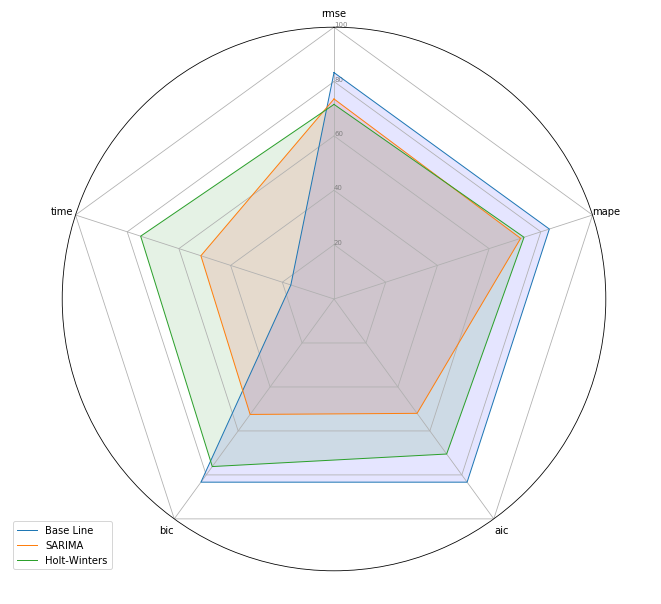 rmse
100
80
60
40
20
time
mape
bic
aic
Base Line
SARIMA
Holt-Winters